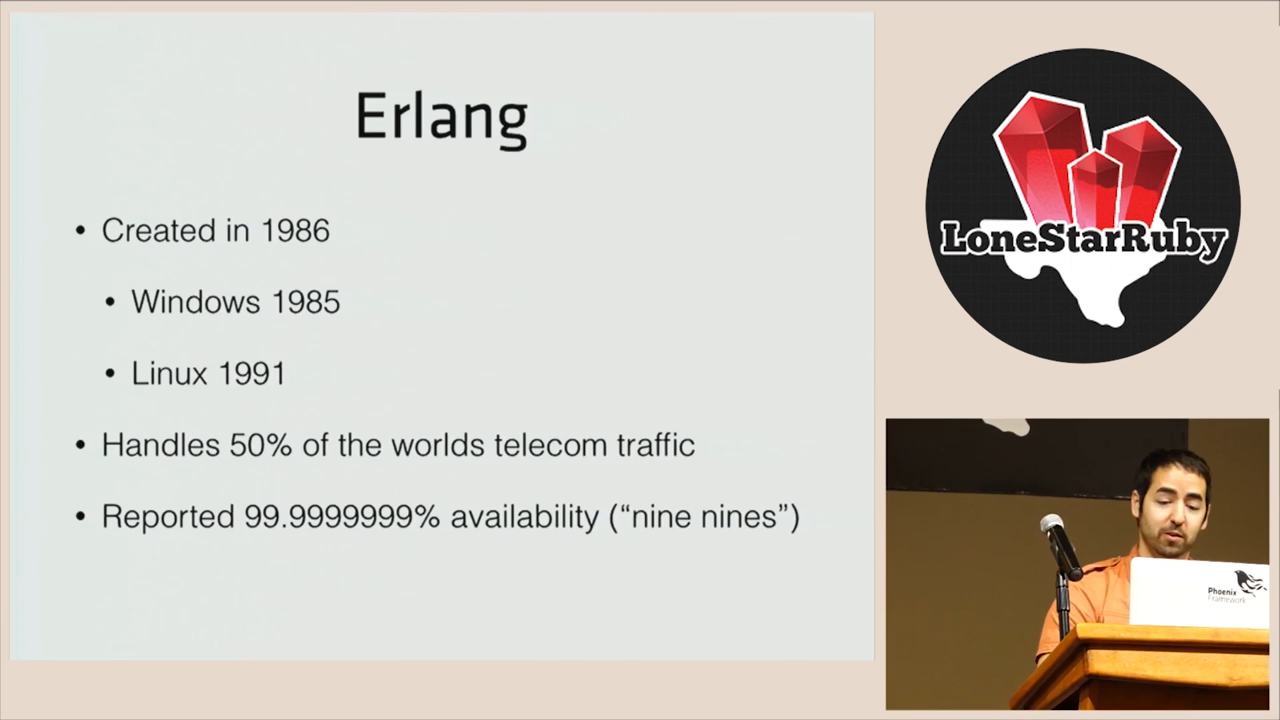 Erlang
• Created in 1986
• Windows 1985
• Linux 1991
• Handles 50% of the worlds telecom traffic
• Reported 99.9999999% availability (“nine nines”)
LoneStarRuby
Phoenix
Framework